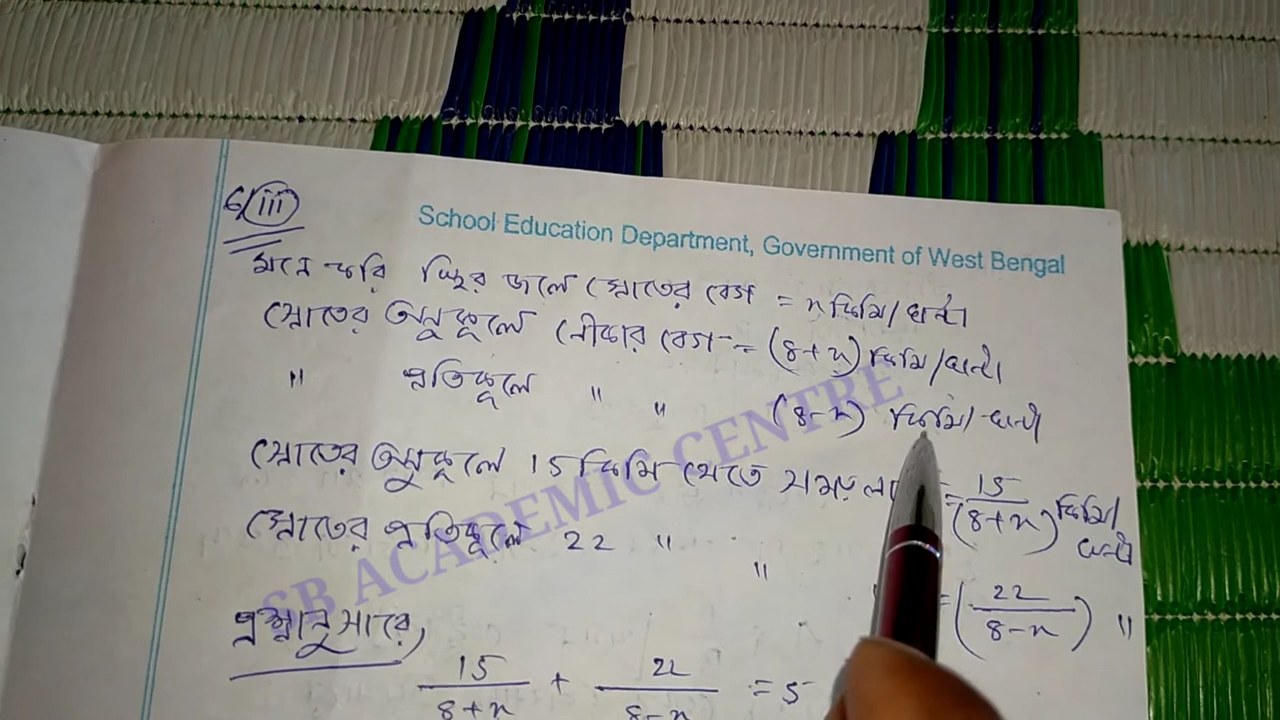 6/iii
School Education Department, Government of West Bengal
মনে করি স্থির জলে স্রোতের বেগ = x কিমি/ঘন্টা
স্রোতের অনুকূলে নৌকার বেগ = (8+x) কিমি/ঘন্টা
" প্রতিকূলে " " (8-x) কিমি/ঘন্টা
স্রোতের অনুকূলে 15 কিমি যেতে সময় = 15/(8+x) কিমি/ঘন্টা
স্রোতের প্রতিকূলে 22 " " = (22/8-x) "
প্রশ্নানুসারে,
15/8+x + 22/8-x = 5
SB ACADEMIC CENTRE